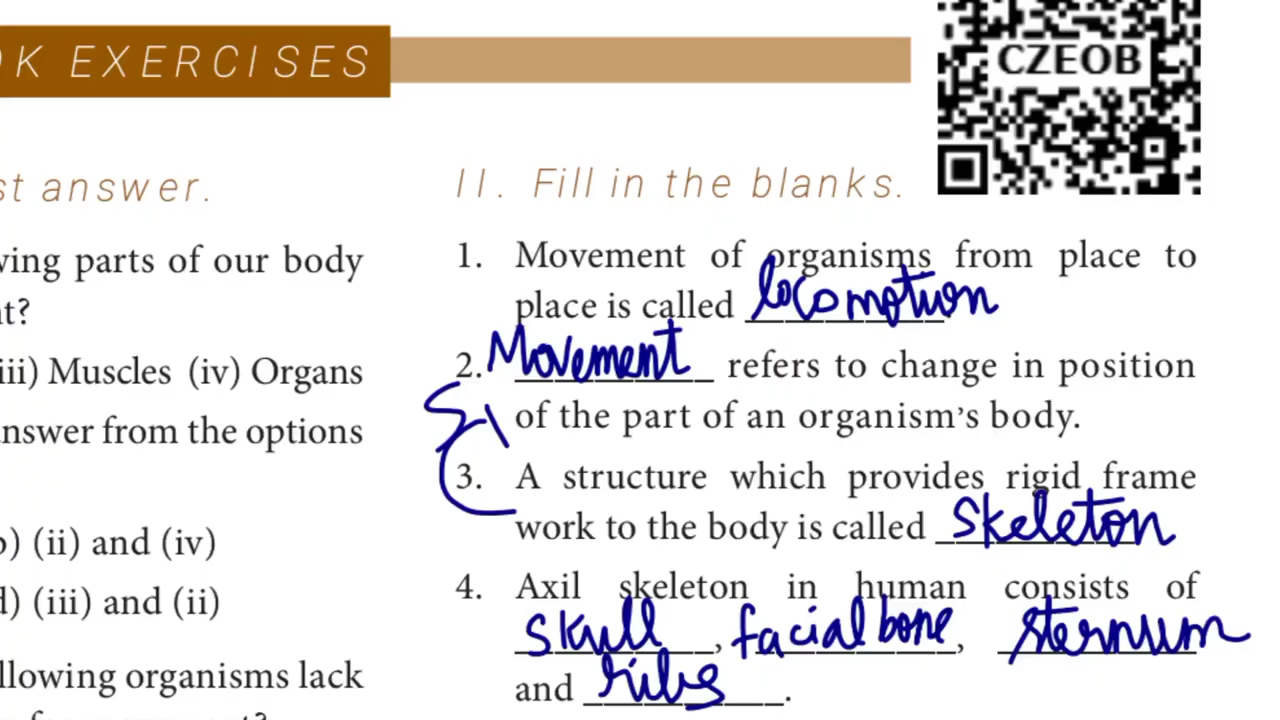 OK EXERCISES
CZEOB
st answer.
wing parts of our body
nt?
iii) Muscles (iv) Organs
answer from the options
b) (ii) and (iv)
d) (iii) and (ii)
llowing organisms lack
II. Fill in the blanks.
1. Movement of organisms from place to
place is called locomotion
2. Movement refers to change in position
of the part of an organism's body.
3. A structure which provides rigid frame
work to the body is called skeleton
4. Axil skeleton in human consists of
skull, facial bone, sternum
and ribs.